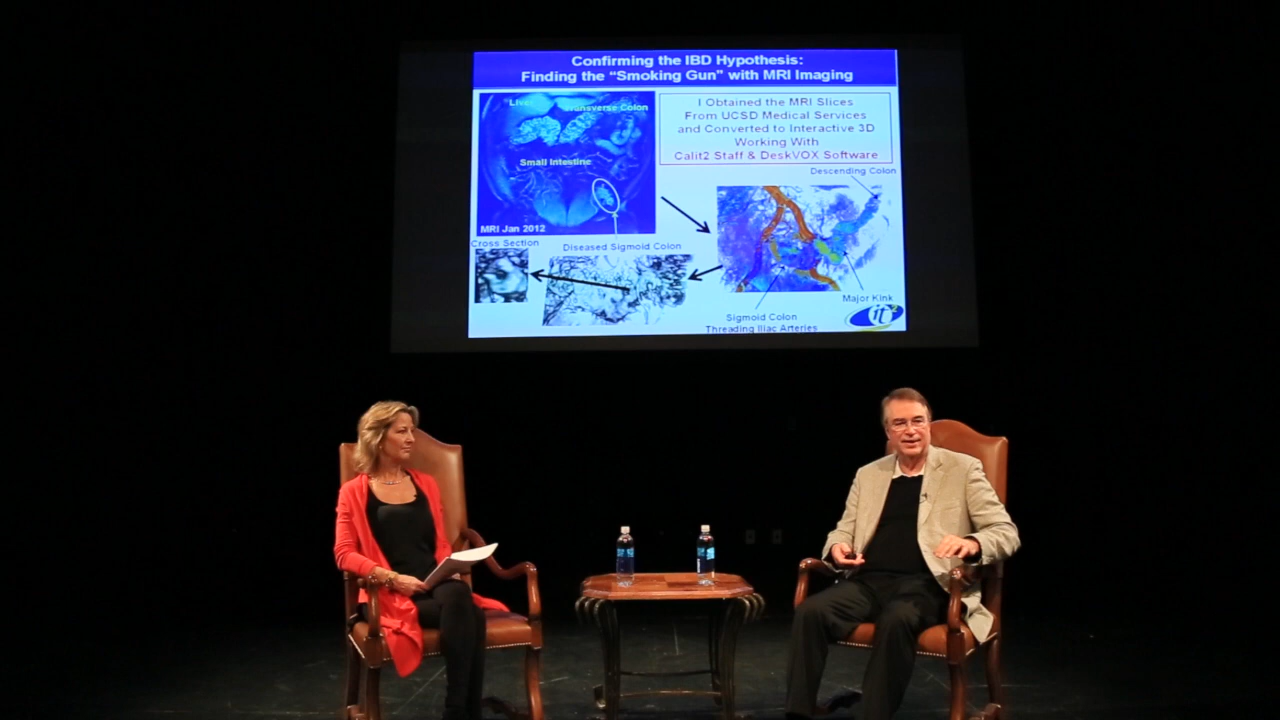 Confirming the IBD Hypothesis:
Finding the “Smoking Gun” with MRI Imaging
Liver
Transverse Colon
Small Intestine
MRI Jan 2012
I Obtained the MRI Slices
From UCSD Medical Services
and Converted to Interactive 3D
Working With
Calit2 Staff & DeskVOX Software
Descending Colon
Cross Section
Diseased Sigmoid Colon
Major Kink
Sigmoid Colon
Threading Iliac Arteries
it2